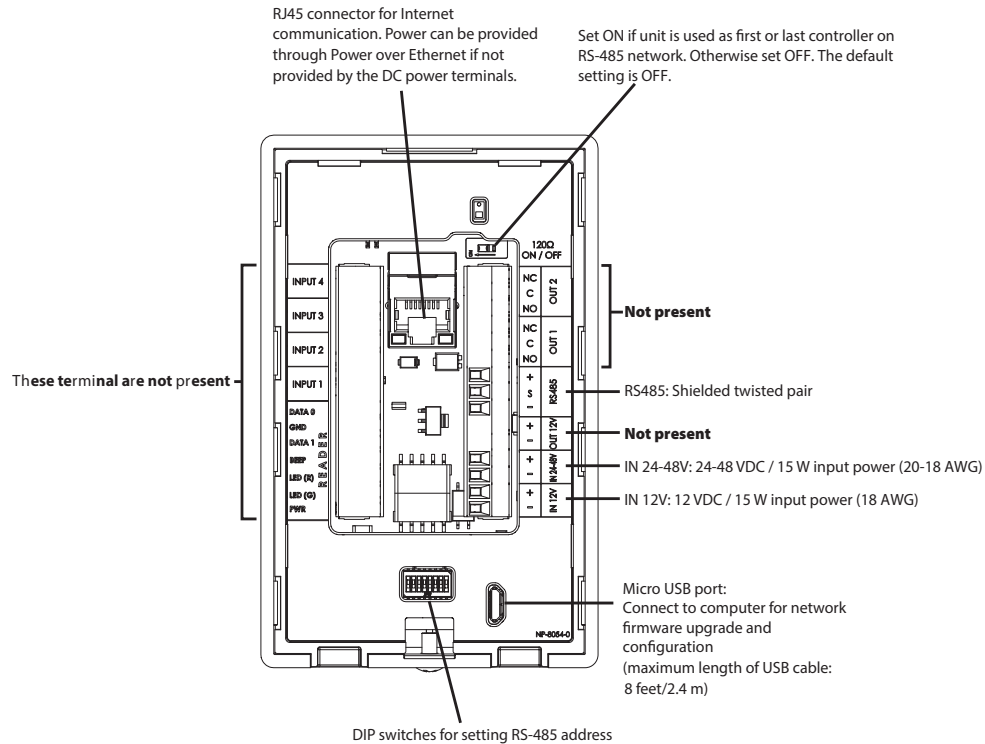 RJ45 connector for Internet
communication. Power can be provided
through Power over Ethernet if not
provided by the DC power terminals.
Set ON if unit is used as first or last controller on
RS-485 network. Otherwise set OFF. The default
setting is OFF.
120Ω
ON / OFF
INPUT 4
INPUT 3
INPUT 2
INPUT 1
DATA 0
GND
DATA 1
BEEP
LED (R)
LED (G)
PWR
READER
These terminal are not present
NC
C
NO
OUT 2
NC
C
NO
OUT 1
Not present
+
S
-
RS485
RS485: Shielded twisted pair
+
-
OUT 12V
Not present
+
-
IN 24-48V
IN 24-48V: 24-48 VDC / 15 W input power (20-18 AWG)
+
-
IN 12V
IN 12V: 12 VDC / 15 W input power (18 AWG)
Micro USB port:
Connect to computer for network
firmware upgrade and
configuration
(maximum length of USB cable:
8 feet/2.4 m)
NP-8054-0
DIP switches for setting RS-485 address